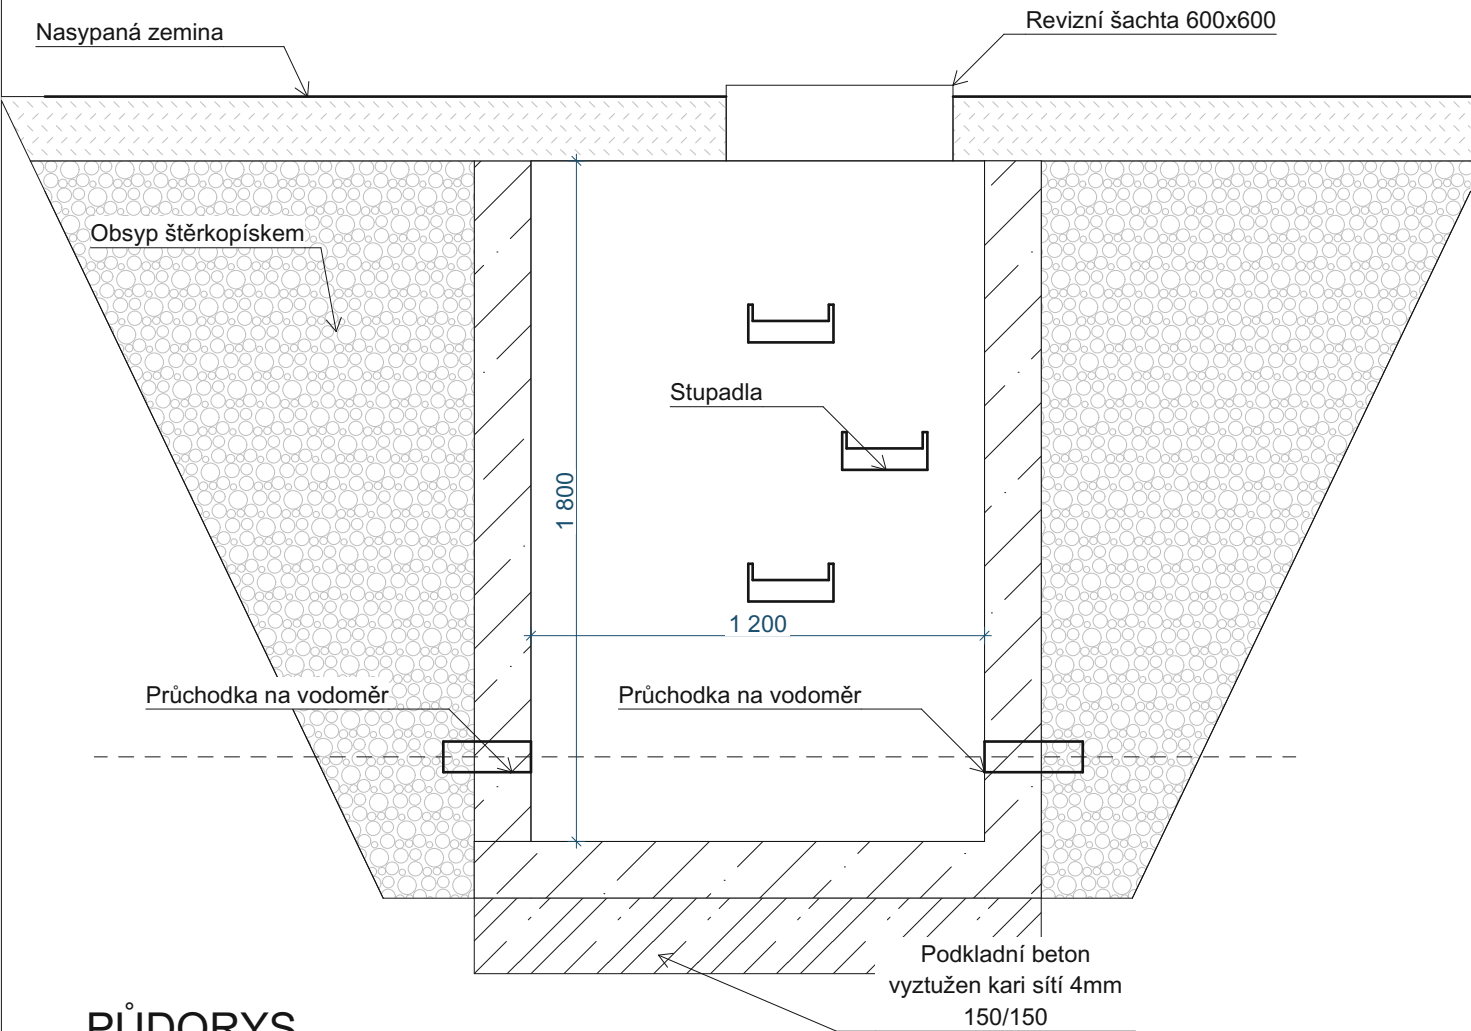 Nasypaná zemina
Revizní šachta 600x600
Obsyp štěrkopískem
Stupadla
1 800
1 200
Průchodka na vodoměr
Průchodka na vodoměr
Podkladní beton
vyztužen kari sítí 4mm
150/150
PŮDORYS